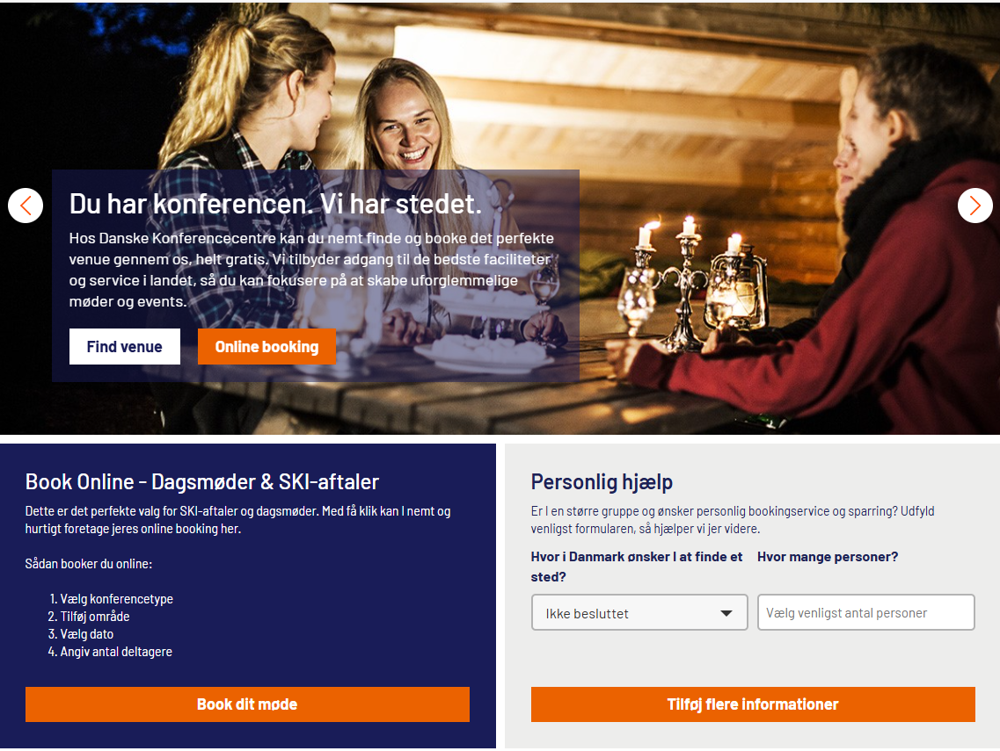 Du har konferencen. Vi har stedet.
Hos Danske Konferencecentre kan du nemt finde og booke det perfekte
venue gennem os, helt gratis. Vi tilbyder adgang til de bedste faciliteter
og service i landet, så du kan fokusere på at skabe uforglemmelige
møder og events.
Find venue
Online booking
Book Online - Dagsmøder & SKI-aftaler
Dette er det perfekte valg for SKI-aftaler og dagsmøder. Med få klik kan I nemt og
hurtigt foretage jeres online booking her.
Sådan booker du online:
1. Vælg konferencetype
2. Tilføj område
3. Vælg dato
4. Angiv antal deltagere
Book dit møde
Personlig hjælp
Er I en større gruppe og ønsker personlig bookingservice og sparring? Udfyld
venligst formularen, så hjælper vi jer videre.
Hvor i Danmark ønsker I at finde et
sted?
Hvor mange personer?
Ikke besluttet
Vælg venligst antal personer
Tilføj flere informationer